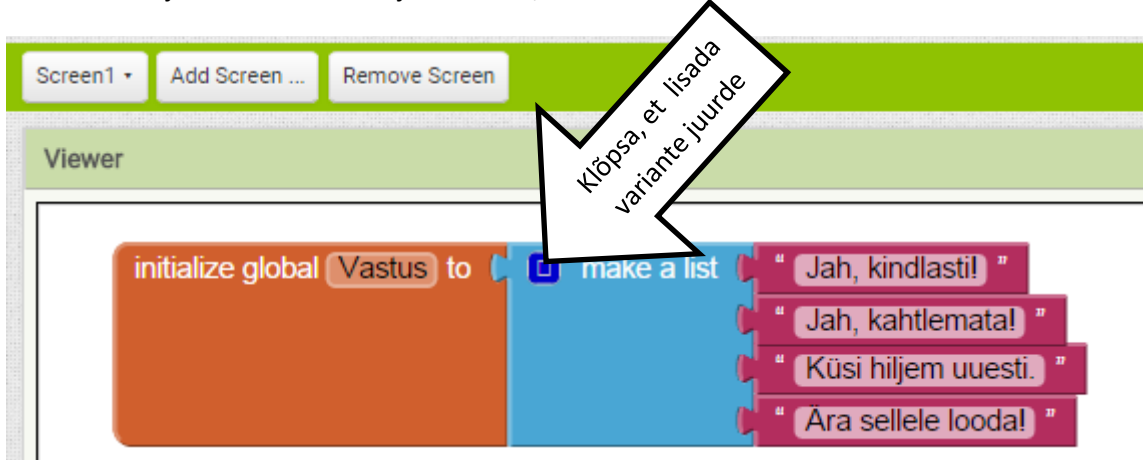 Screen1 Add Screen ... Remove Screen
Klõpsa, et lisada
variante juurde
Viewer
initialize global Vastus to make a list “ Jah, kindlasti! ”
“ Jah, kahtlemata! ”
“ Küsi hiljem uuesti. ”
“ Ära sellele looda! ”